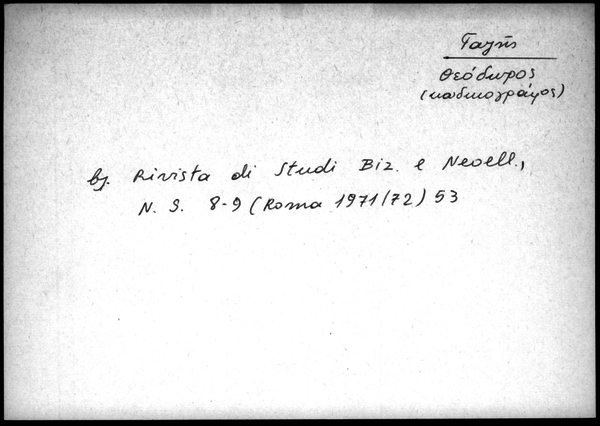 Γαζῆς
Θεόδωρος
(κωδικογράφος)
βλ. Rivista di Studi Biz. e Neoell.,
N. S. 8-9 (Roma 1971/72) 53